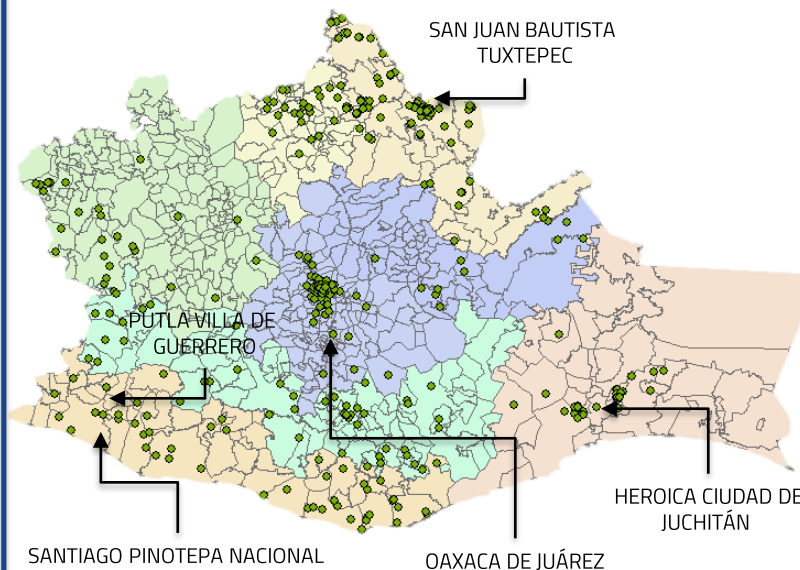 SAN JUAN BAUTISTA
TUXTEPEC
PUTLA VILLA DE
GUERRERO
HEROICA CIUDAD DE
JUCHITÁN
SANTIAGO PINOTEPA NACIONAL
OAXACA DE JUÁREZ